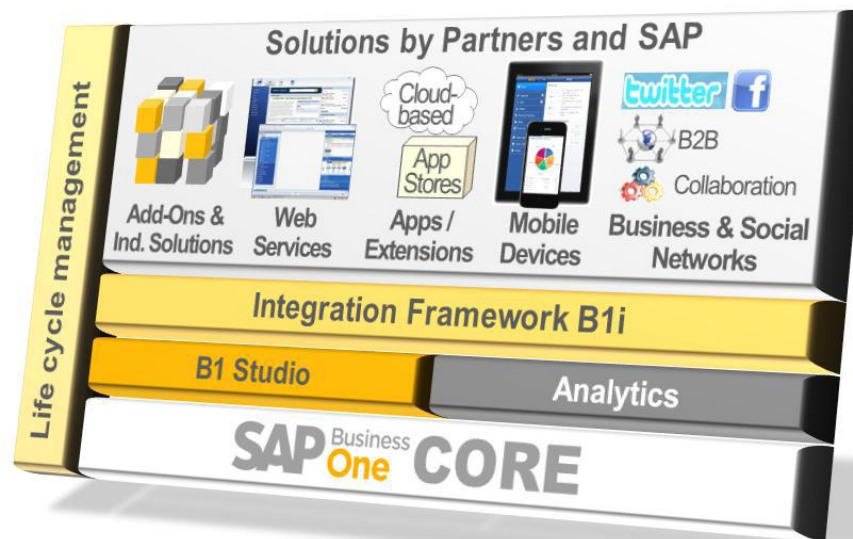 Life cycle management
Solutions by Partners and SAP
Cloud-
based
App
Stores
twitter f
B2B
Collaboration
Add-Ons &
Ind. Solutions
Web
Services
Apps /
Extensions
Mobile
Devices
Business & Social
Networks
Integration Framework B1i
B1 Studio
Analytics
SAP Business One CORE